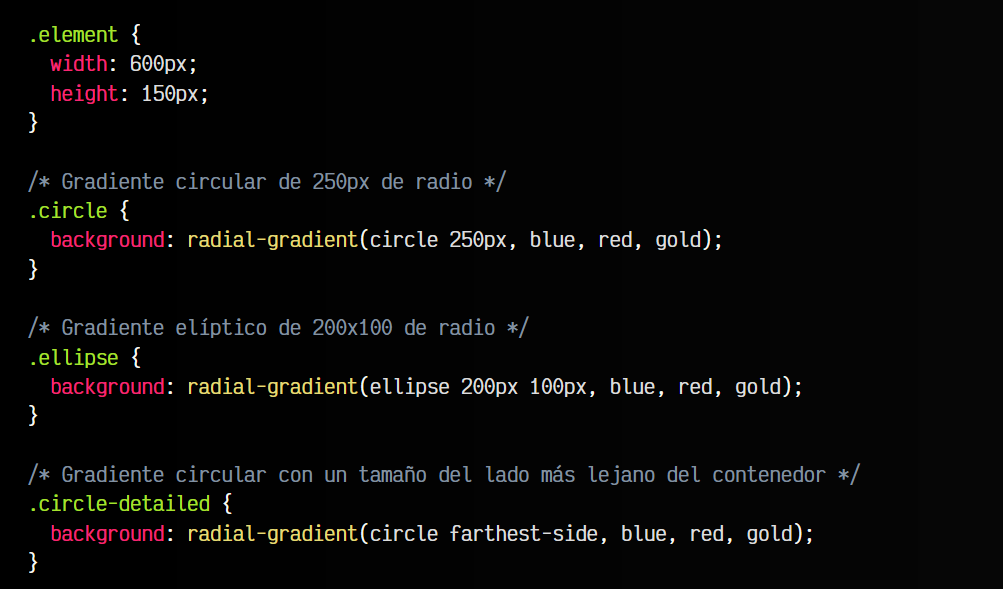 .element {
  width: 600px;
  height: 150px;
}

/* Gradiente circular de 250px de radio */
.circle {
  background: radial-gradient(circle 250px, blue, red, gold);
}

/* Gradiente elíptico de 200x100 de radio */
.ellipse {
  background: radial-gradient(ellipse 200px 100px, blue, red, gold);
}

/* Gradiente circular con un tamaño del lado más lejano del contenedor */
.circle-detailed {
  background: radial-gradient(circle farthest-side, blue, red, gold);
}